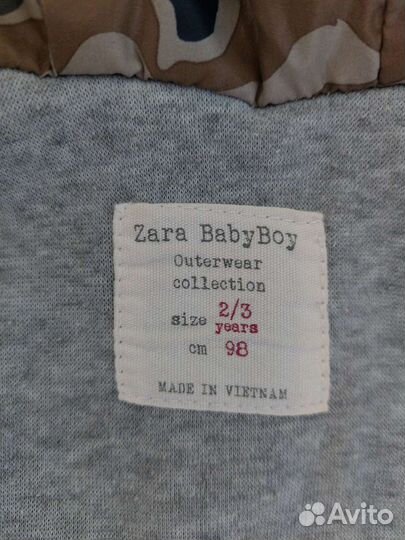 Zara BabyBoy
Outerwear
collection
size 2/3
years
cm 98
MADE IN VIETNAM
Avito